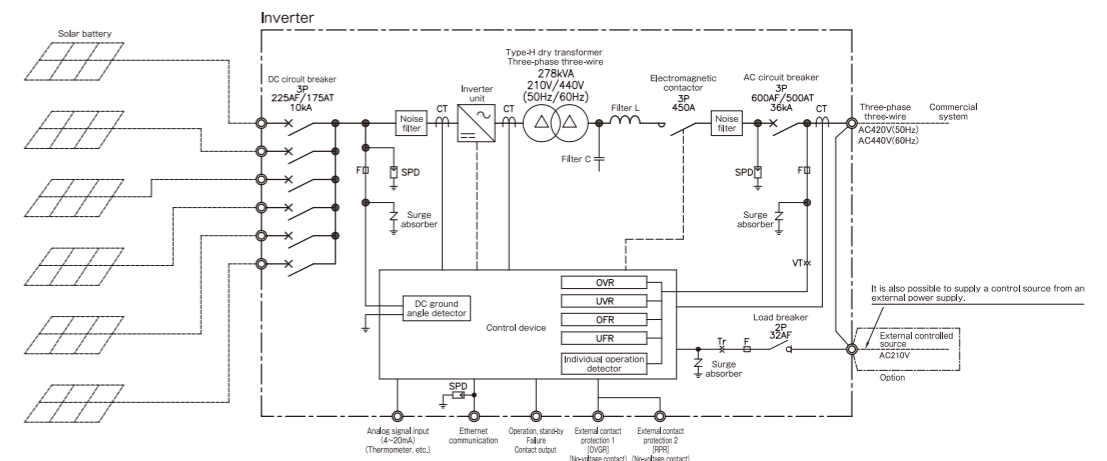 Inverter
Solar battery
DC circuit breaker
3P
225AF/175AT
10kA
Noise
filter
CT
Inverter
unit
CT
Type-H dry transformer
Three-phase three-wire
278kVA
210V/440V
(50Hz/60Hz)
Filter L
Filter C
Electromagnetic
contactor
3P
450A
Noise
filter
AC circuit breaker
3P
600AF/500AT
36kA
CT
Three-phase
three-wire
Commercial
system
AC420V(50Hz)
AC440V(60Hz)
F
SPD
Surge
absorber
SPD
F
Surge
absorber
VT
DC ground
angle detector
Control device
OVR
UVR
OFR
UFR
Individual operation
detector
It is also possible to supply a control source from an
external power supply.
Load breaker
2P
32AF
Tr
F
Surge
absorber
External controlled
source
AC210V
Option
SPD
Analog signal input
(4~20mA)
(Thermometer, etc.)
Ethernet
communication
Operation, stand-by
Failure
Contact output
External contact
protection 1
[OVGR]
(No-voltage contact)
External contact
protection 2
[RPR]
(No-voltage contact)